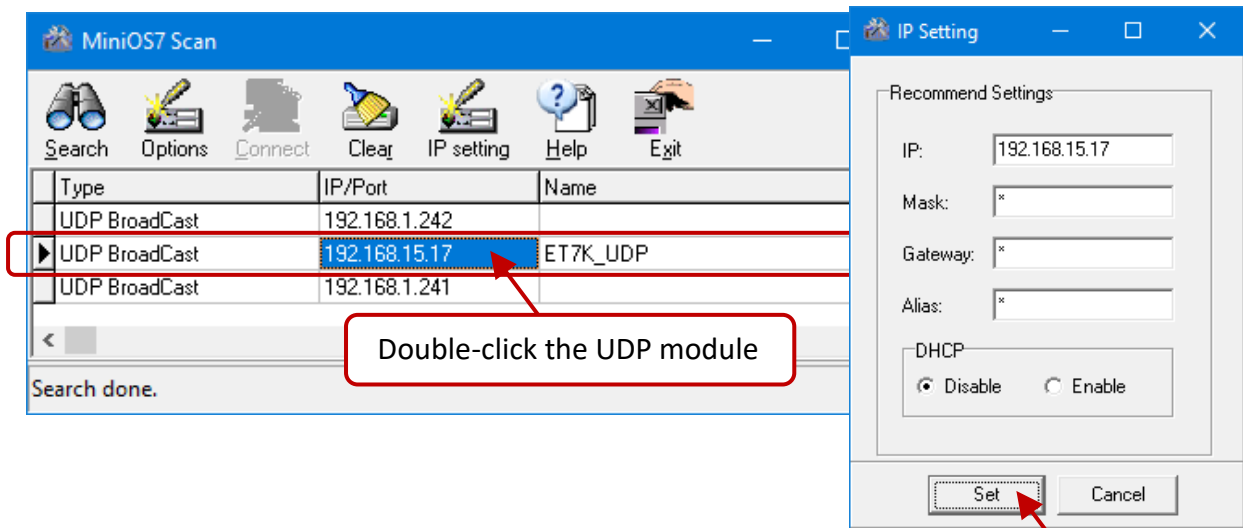 MiniOS7 Scan
Search Options Connect Clear IP setting Help Exit
Type IP/Port Name
UDP BroadCast 192.168.1.242
UDP BroadCast 192.168.15.17 ET7K_UDP
UDP BroadCast 192.168.1.241
Double-click the UDP module
Search done.
IP Setting
Recommend Settings
IP: 192.168.15.17
Mask: *
Gateway: *
Alias: *
DHCP
Disable Enable
Set Cancel